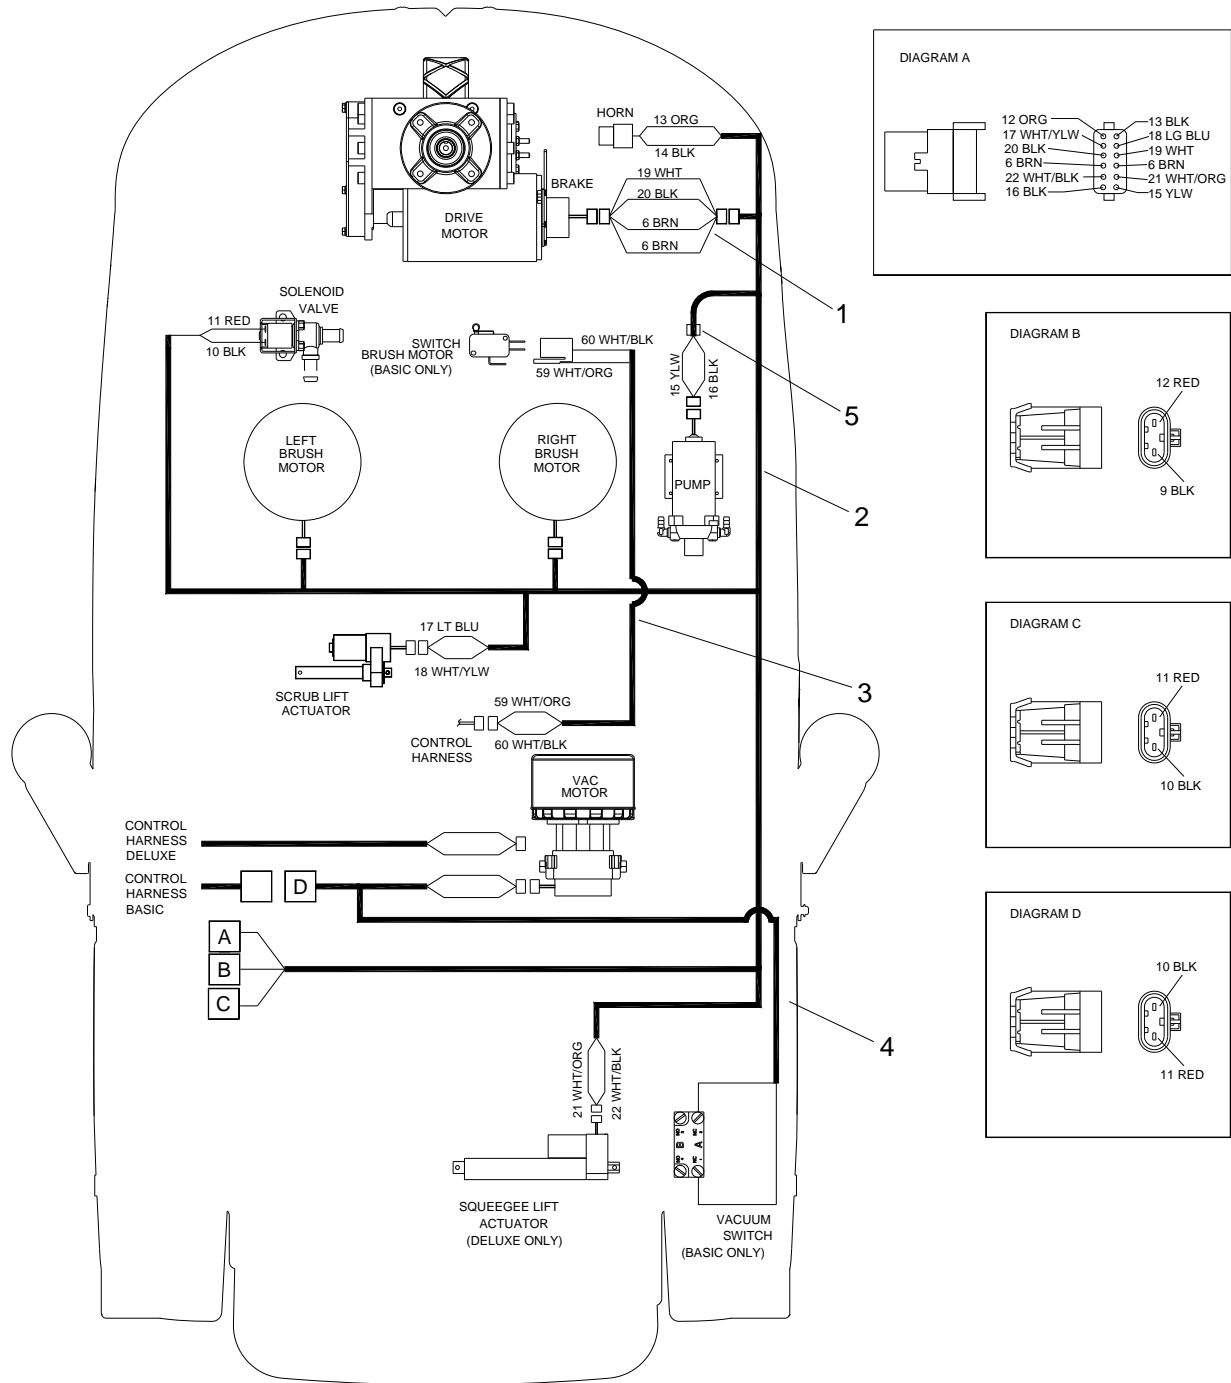 DIAGRAM A
12 ORG
17 WHT/YLW
20 BLK
6 BRN
22 WHT/BLK
16 BLK
13 BLK
18 LG BLU
19 WHT
6 BRN
21 WHT/ORG
15 YLW
HORN
13 ORG
14 BLK
BRAKE
19 WHT
20 BLK
6 BRN
6 BRN
DRIVE
MOTOR
1
SOLENOID
VALVE
11 RED
10 BLK
SWITCH
BRUSH MOTOR
(BASIC ONLY)
60 WHT/BLK
59 WHT/ORG
15 YLW
16 BLK
5
DIAGRAM B
12 RED
9 BLK
LEFT
BRUSH
MOTOR
RIGHT
BRUSH
MOTOR
PUMP
2
17 LT BLU
18 WHT/YLW
SCRUB LIFT
ACTUATOR
3
59 WHT/ORG
60 WHT/BLK
CONTROL
HARNESS
DIAGRAM C
11 RED
10 BLK
VAC
MOTOR
CONTROL
HARNESS
DELUXE
CONTROL
HARNESS
BASIC
D
A
B
C
DIAGRAM D
10 BLK
11 RED
4
21 WHT/ORG
22 WHT/BLK
SQUEEGEE LIFT
ACTUATOR
(DELUXE ONLY)
B A
VACUUM
SWITCH
(BASIC ONLY)